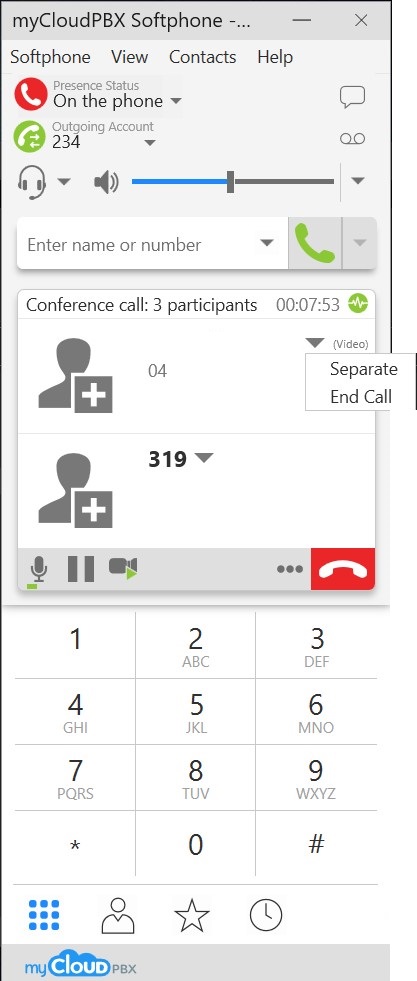 myCloudPBX Softphone -...
Softphone View Contacts Help
Presence Status
On the phone
Outgoing Account
234
Enter name or number
Conference call: 3 participants 00:07:53
(Video)
04
Separate
End Call
319
1 2 3
ABC DEF
4 5 6
GHI JKL MNO
7 8 9
PQRS TUV WXYZ
* 0 #
myCLOUDPBX